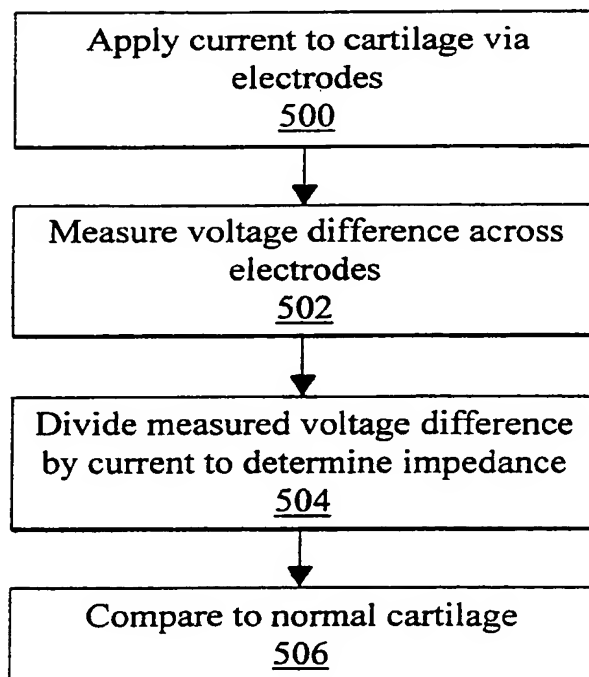 Apply current to cartilage via
electrodes
500
Measure voltage difference across
electrodes
502
Divide measured voltage difference
by current to determine impedance
504
Compare to normal cartilage
506